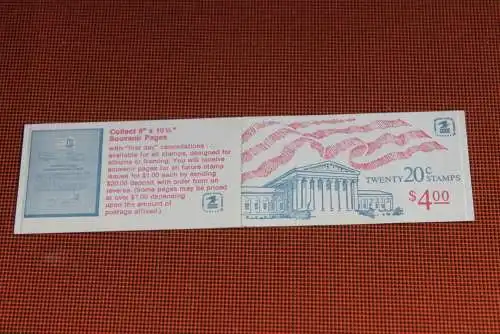 Collect 8" x 10½"
Souvenir Pages
with "first day" cancellations
available for all stamps, designed for
albums or framing. You will receive
souvenir pages for all future stamp
issues for $1.00 each by sending
$20.00 deposit with order from on
reverse. (Some pages may be priced
at over $1.00 depending
upon the amount of
postage affixed.)
TWENTY 20c STAMPS
$4.00